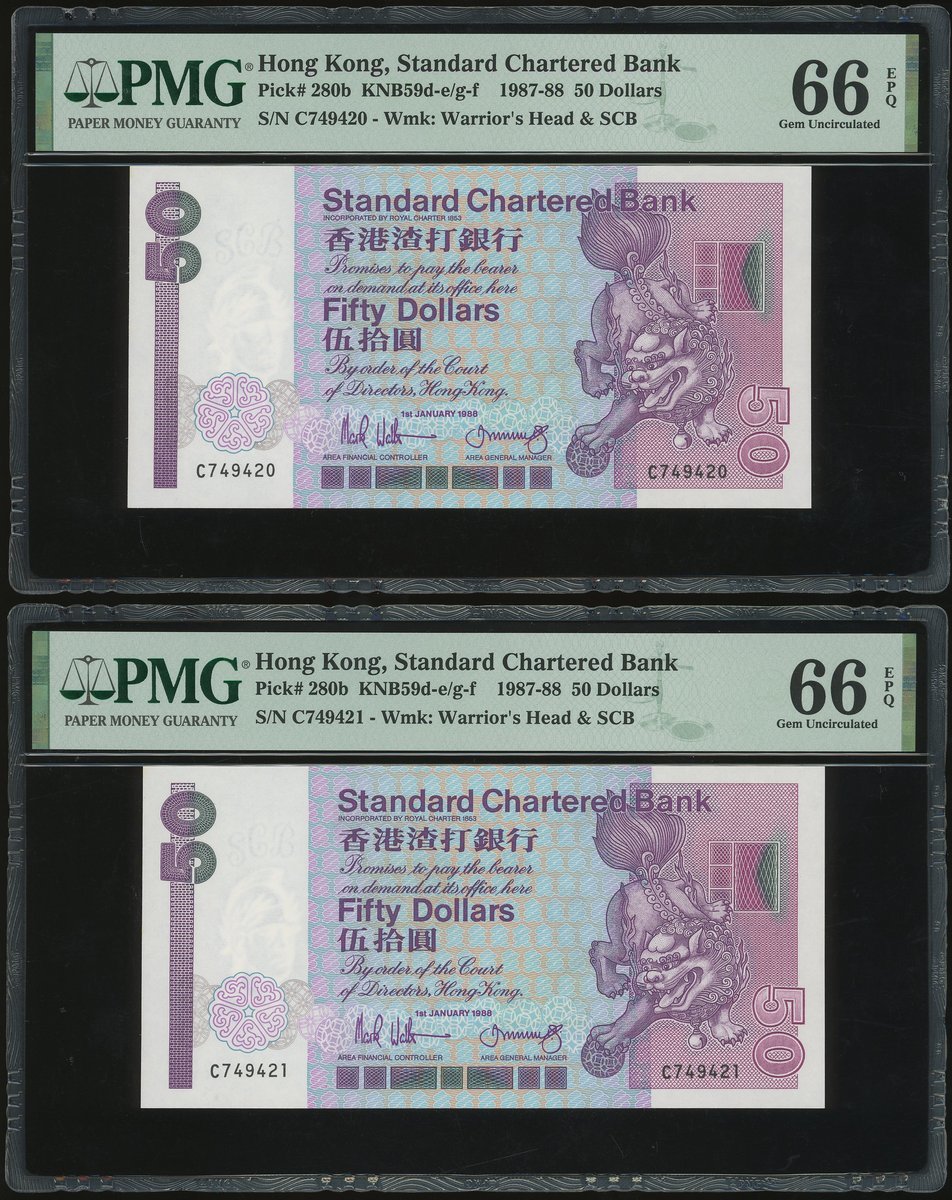 PMG®
PAPER MONEY GUARANTY
Hong Kong, Standard Chartered Bank
Pick# 280b KNB59d-e/g-f 1987-88 50 Dollars
S/N C749420 - Wmk: Warrior's Head & SCB
66 EPQ
Gem Uncirculated
50
SCB
Standard Chartered Bank
INCORPORATED BY ROYAL CHARTER 1853
香港渣打銀行
Promises to pay the bearer
on demand at its office here
Fifty Dollars
伍拾圓
By order of the Court
of Directors, Hong Kong.
1st JANUARY 1988
AREA FINANCIAL CONTROLLER
AREA GENERAL MANAGER
C749420
C749420
50
PMG®
PAPER MONEY GUARANTY
Hong Kong, Standard Chartered Bank
Pick# 280b KNB59d-e/g-f 1987-88 50 Dollars
S/N C749421 - Wmk: Warrior's Head & SCB
66 EPQ
Gem Uncirculated
50
SCB
Standard Chartered Bank
INCORPORATED BY ROYAL CHARTER 1853
香港渣打銀行
Promises to pay the bearer
on demand at its office here
Fifty Dollars
伍拾圓
By order of the Court
of Directors, Hong Kong.
1st JANUARY 1988
AREA FINANCIAL CONTROLLER
AREA GENERAL MANAGER
C749421
C749421
50